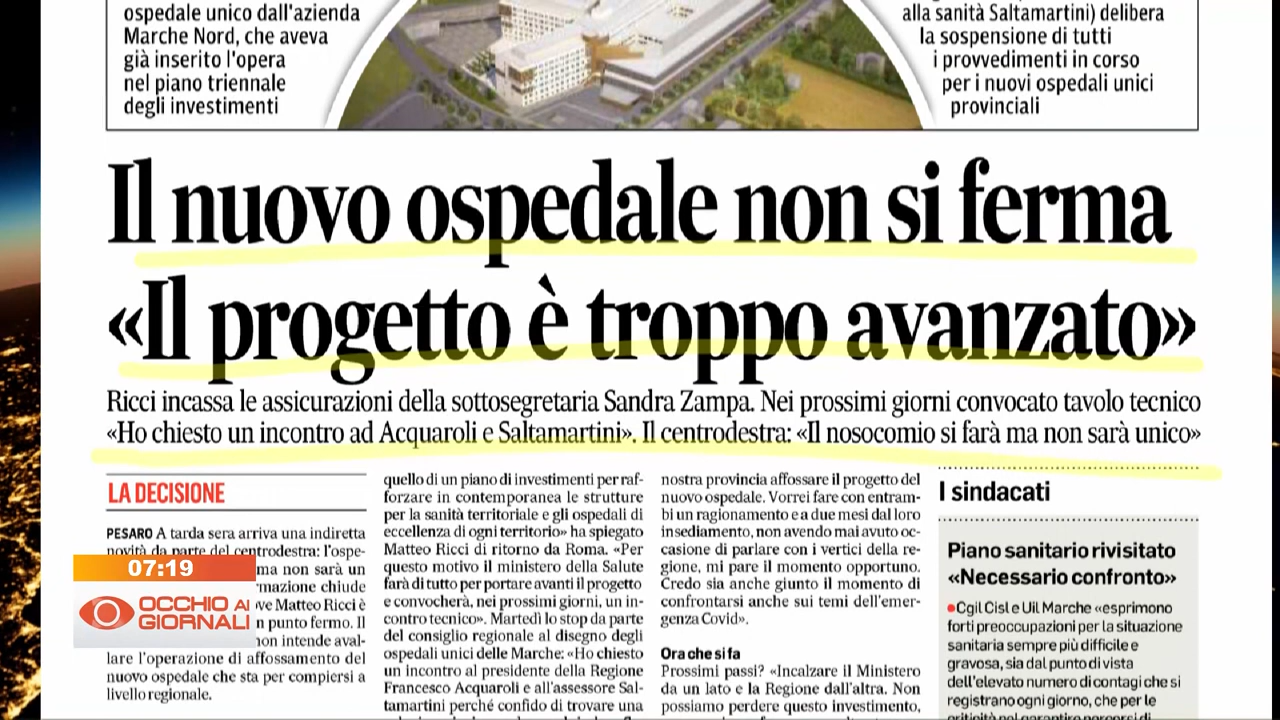 ospedale unico dall'azienda
Marche Nord, che aveva
già inserito l'opera
nel piano triennale
degli investimenti
alla sanità Saltamartini) delibera
la sospensione di tutti
i provvedimenti in corso
per i nuovi ospedali unici
provinciali
Il nuovo ospedale non si ferma
«Il progetto è troppo avanzato»
Ricci incassa le assicurazioni della sottosegretaria Sandra Zampa. Nei prossimi giorni convocato tavolo tecnico
«Ho chiesto un incontro ad Acquaroli e Saltamartini». Il centrodestra: «Il nosocomio si farà ma non sarà unico»
LA DECISIONE
PESARO A tarda sera arriva una indiretta
novità da parte del centrodestra: l'ospe-
ma non sarà un
rmazione chiude
ve Matteo Ricci è
n punto fermo. Il
non intende aval-
lare l'operazione di affossamento del
nuovo ospedale che sta per compiersi a
livello regionale.
07:19
OCCHIO AI
GIORNALI
quello di un piano di investimenti per raf-
forzare in contemporanea le strutture
per la sanità territoriale e gli ospedali di
eccellenza di ogni territorio» ha spiegato
Matteo Ricci di ritorno da Roma. «Per
questo motivo il ministero della Salute
farà di tutto per portare avanti il progetto
e convocherà, nei prossimi giorni, un in-
contro tecnico». Martedì lo stop da parte
del consiglio regionale al disegno degli
ospedali unici delle Marche: «Ho chiesto
un incontro al presidente della Regione
Francesco Acquaroli e all'assessore Sal-
tamartini perché confido di trovare una
nostra provincia affossare il progetto del
nuovo ospedale. Vorrei fare con entram-
bi un ragionamento e a due mesi dal loro
insediamento, non avendo mai avuto oc-
casione di parlare con i vertici della re-
gione, mi pare il momento opportuno.
Credo sia anche giunto il momento di
confrontarsi anche sui temi dell'emer-
genza Covid».
Ora che si fa
Prossimi passi? «Incalzare il Ministero
da un lato e la Regione dall'altra. Non
possiamo perdere questo investimento,
I sindacati
Piano sanitario rivisitato
«Necessario confronto»
•Cgil Cisl e Uil Marche «esprimono
forti preoccupazioni per la situazione
sanitaria sempre più difficile e
gravosa, sia dal punto di vista
dell'elevato numero di contagi che si
registrano ogni giorno, che per le
criticità nel garantire percorsi di